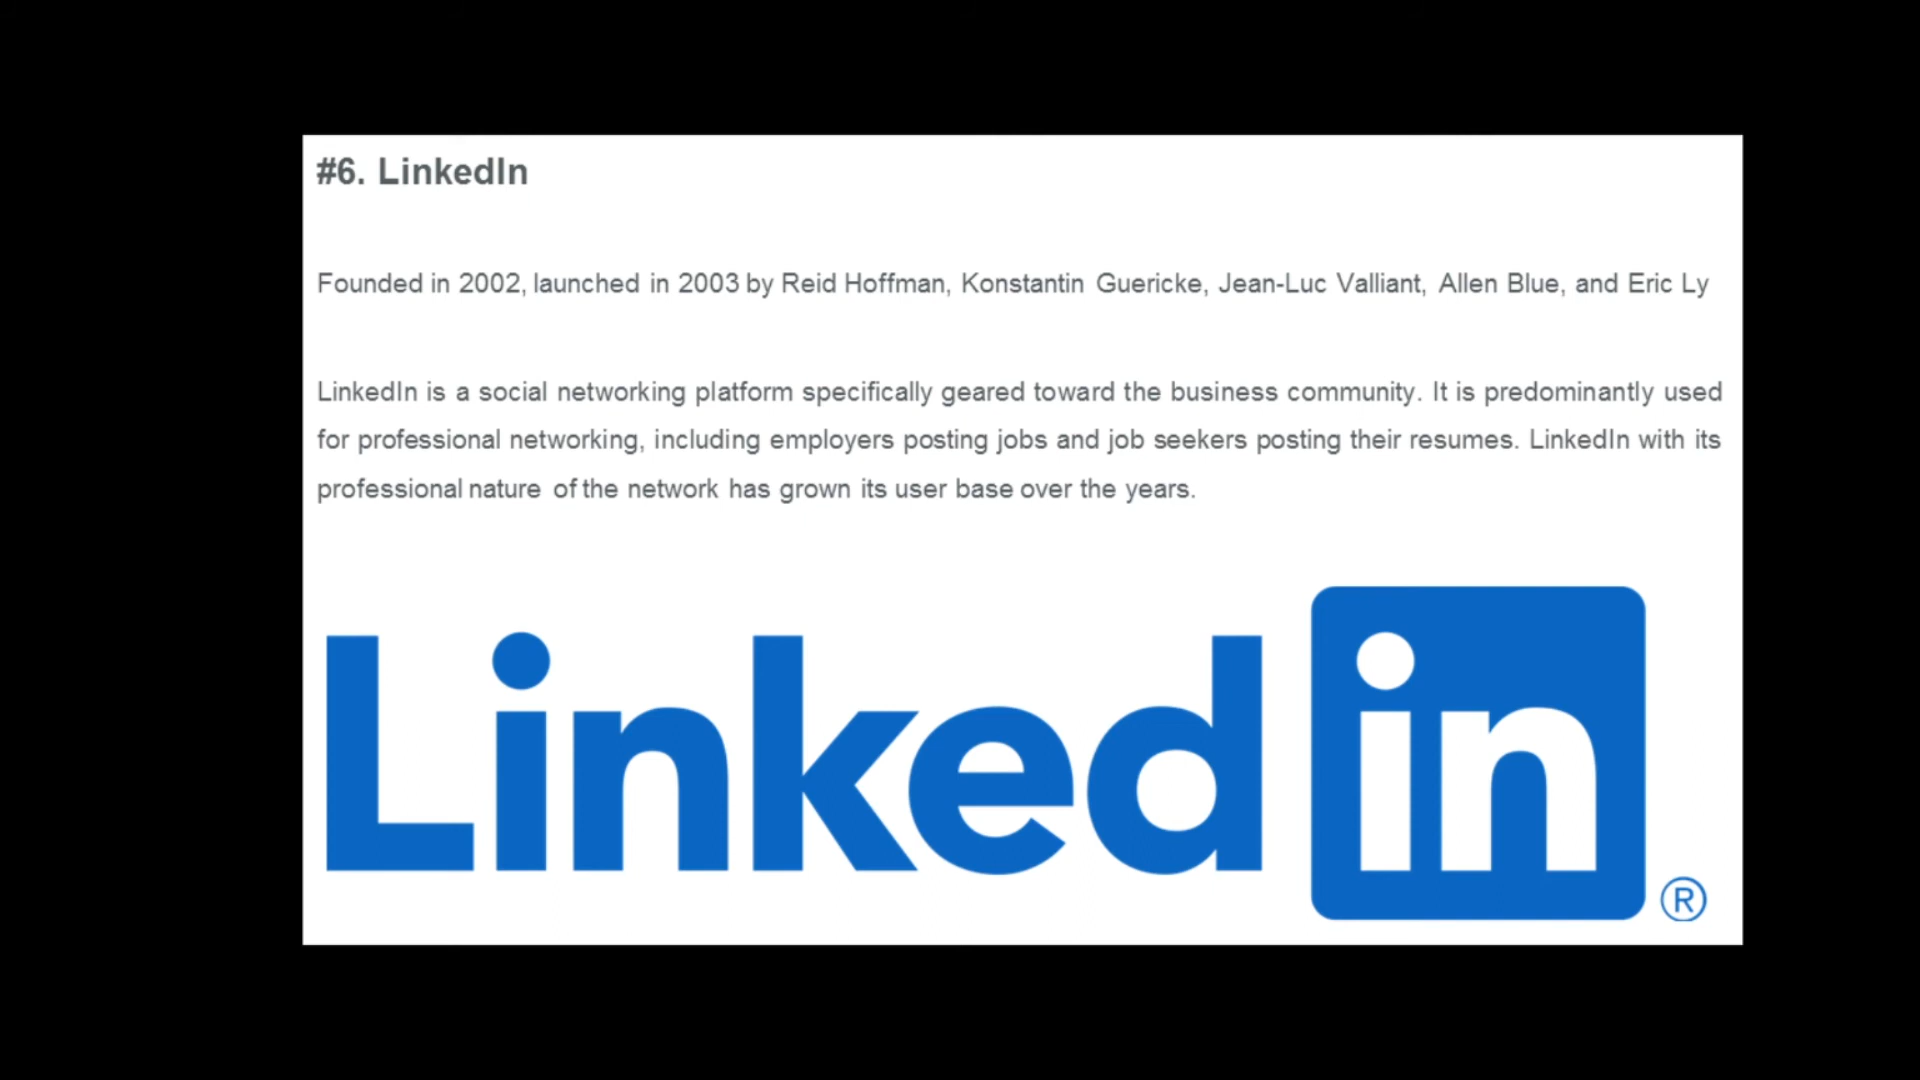 #6. LinkedIn
Founded in 2002, launched in 2003 by Reid Hoffman, Konstantin Guericke, Jean-Luc Valliant, Allen Blue, and Eric Ly
LinkedIn is a social networking platform specifically geared toward the business community. It is predominantly used
for professional networking, including employers posting jobs and job seekers posting their resumes. LinkedIn with its
professional nature of the network has grown its user base over the years.
Linkedin®